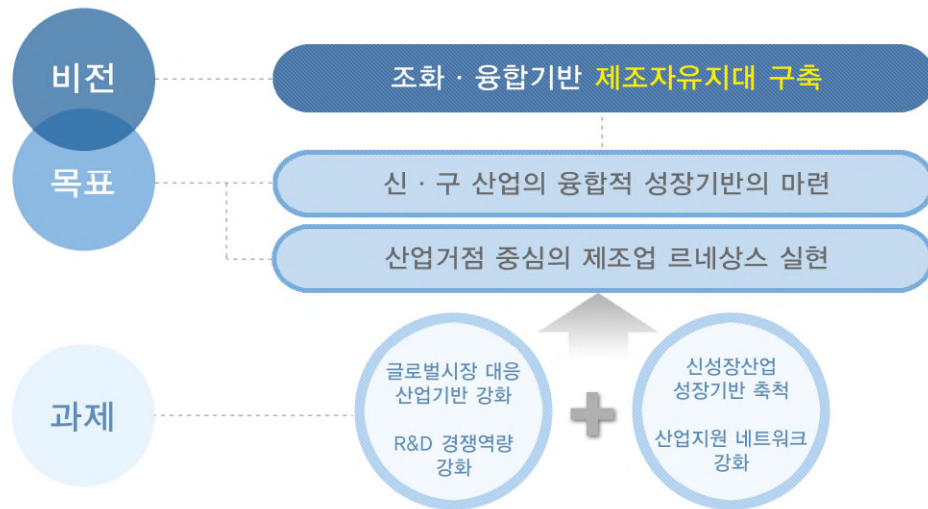 비전
조화 · 융합기반 제조자유지대 구축
목표
신 · 구 산업의 융합적 성장기반의 마련
산업거점 중심의 제조업 르네상스 실현
과제
글로벌시장 대응
산업기반 강화
R&D 경쟁역량
강화
신성장산업
성장기반 축척
산업지원 네트워크
강화